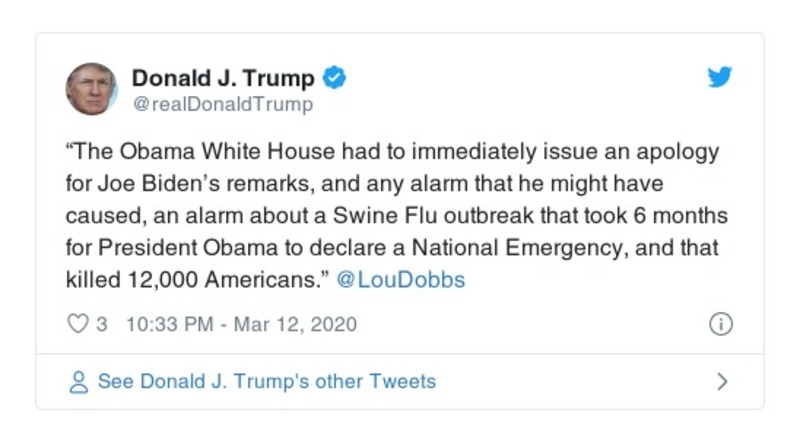 Donald J. Trump
@realDonaldTrump
“The Obama White House had to immediately issue an apology
for Joe Biden’s remarks, and any alarm that he might have
caused, an alarm about a Swine Flu outbreak that took 6 months
for President Obama to declare a National Emergency, and that
killed 12,000 Americans.” @LouDobbs
3 10:33 PM - Mar 12, 2020
See Donald J. Trump's other Tweets